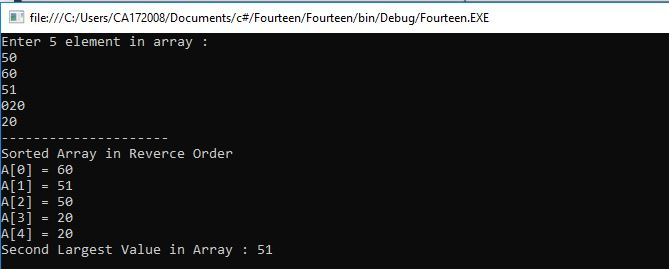 file:///C:/Users/CA172008/Documents/c#/Fourteen/Fourteen/bin/Debug/Fourteen.EXE
Enter 5 element in array :
50
60
51
020
20
---------------------
Sorted Array in Reverce Order
A[0] = 60
A[1] = 51
A[2] = 50
A[3] = 20
A[4] = 20
Second Largest Value in Array : 51